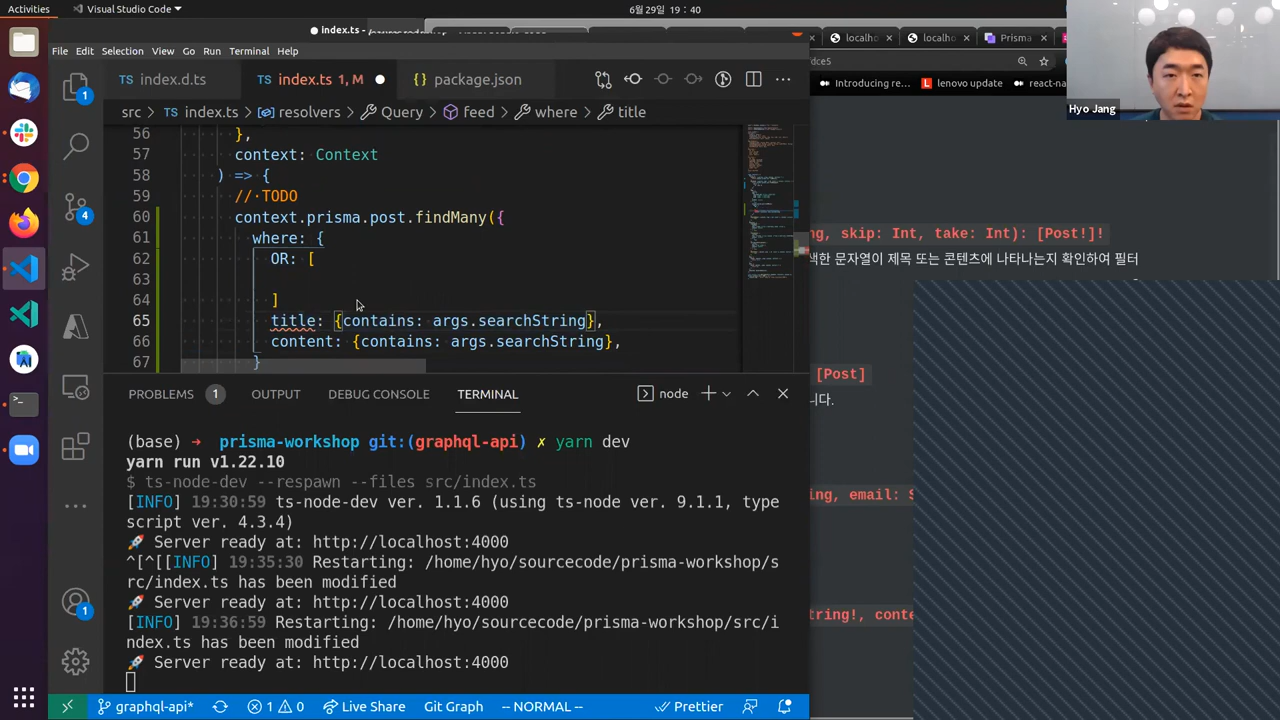 Activities
Visual Studio Code
6월 29일 19:40
index.ts -
File Edit Selection View Go Run Terminal Help
localho
localho
Prisma
dce5
Introducing re...
lenovo update
react-na
Hyo Jang
TS index.d.ts
TS index.ts 1, M
package.json
src > TS index.ts > resolvers > Query > feed > where > title
56 },
57 context: Context
58 ) => {
59 // TODO
60 context.prisma.post.findMany({
61 where: {
62 OR: [
63
64 ]
65 title: {contains: args.searchString},
66 content: {contains: args.searchString},
67 }
ng, skip: Int, take: Int): [Post!]!
색한 문자열이 제목 또는 콘텐츠에 나타나는지 확인하여 필터
[Post]
니다.
ing, email: S
tring!, conte
1
4
1
PROBLEMS 1 OUTPUT DEBUG CONSOLE TERMINAL
node
(base) → prisma-workshop git:(graphql-api) ✗ yarn dev
yarn run v1.22.10
$ ts-node-dev --respawn --files src/index.ts
[INFO] 19:30:59 ts-node-dev ver. 1.1.6 (using ts-node ver. 9.1.1, type
script ver. 4.3.4)
🚀 Server ready at: http://localhost:4000
^[^[[INFO] 19:35:30 Restarting: /home/hyo/sourcecode/prisma-workshop/s
rc/index.ts has been modified
🚀 Server ready at: http://localhost:4000
[INFO] 19:36:59 Restarting: /home/hyo/sourcecode/prisma-workshop/src/i
ndex.ts has been modified
🚀 Server ready at: http://localhost:4000
graphql-api*
1 0
Live Share
Git Graph
-- NORMAL --
Prettier